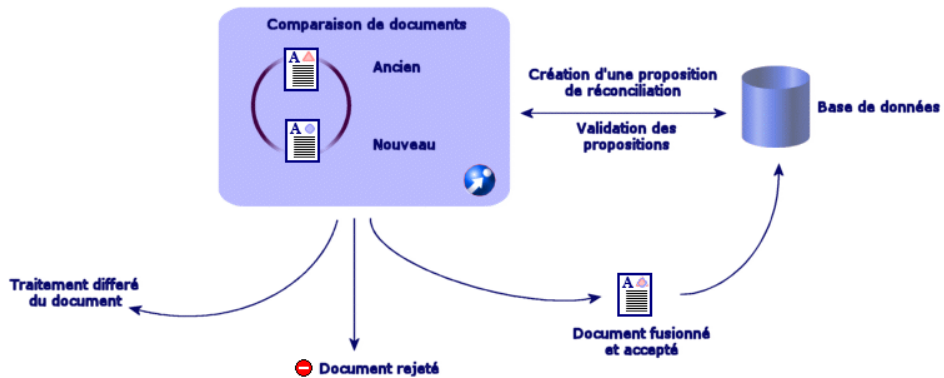 Comparaison de documents
A
Ancien
A
Nouveau
Création d'une proposition
de réconciliation
Validation des
propositions
Base de données
Traitement differé
du document
Document rejeté
A
Document fusionné
et accepté